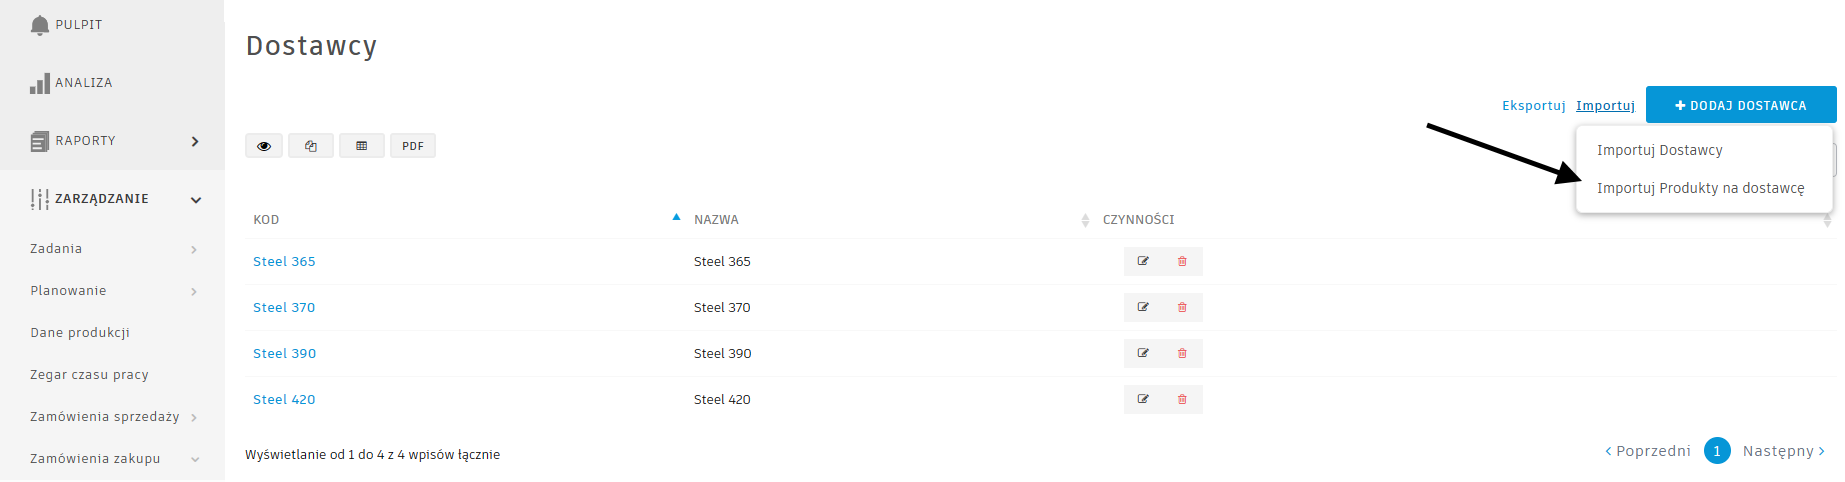 PULPIT
ANALIZA
RAPORTY
ZARZĄDZANIE
Zadania
Planowanie
Dane produkcji
Zegar czasu pracy
Zamówienia sprzedaży
Zamówienia zakupu
Dostawcy
Eksportuj Importuj + DODAJ DOSTAWCA
Importuj Dostawcy
Importuj Produkty na dostawcę
PDF
KOD NAZWA CZYNNOŚCI
Steel 365 Steel 365
Steel 370 Steel 370
Steel 390 Steel 390
Steel 420 Steel 420
Wyświetlanie od 1 do 4 z 4 wpisów łącznie
Poprzedni 1 Następny